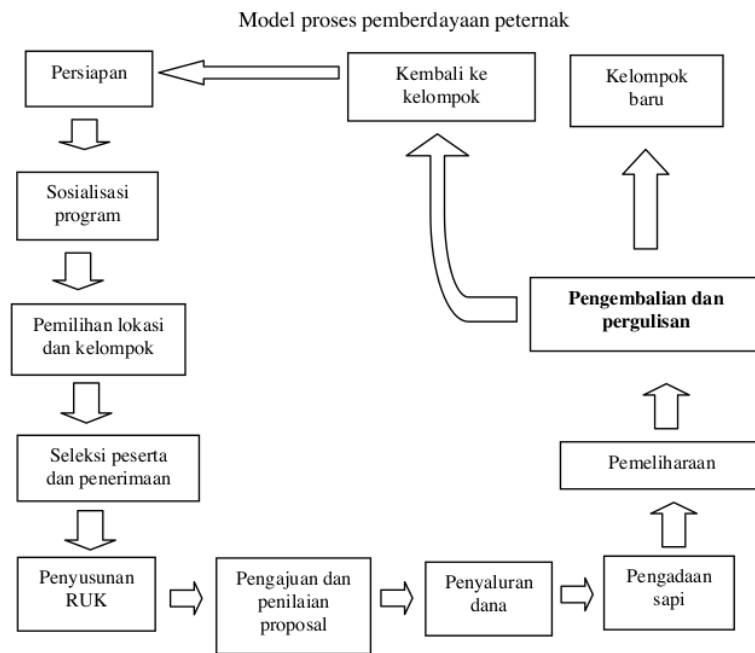 Model proses pemberdayaan peternak
Persiapan
Kembali ke
kelompok
Kelompok
baru
Sosialisasi
program
Pemilihan lokasi
dan kelompok
Pengembalian dan
pergulisan
Seleksi peserta
dan penerimaan
Pemeliharaan
Penyusunan
RUK
Pengajuan dan
penilaian
proposal
Penyaluran
dana
Pengadaan
sapi